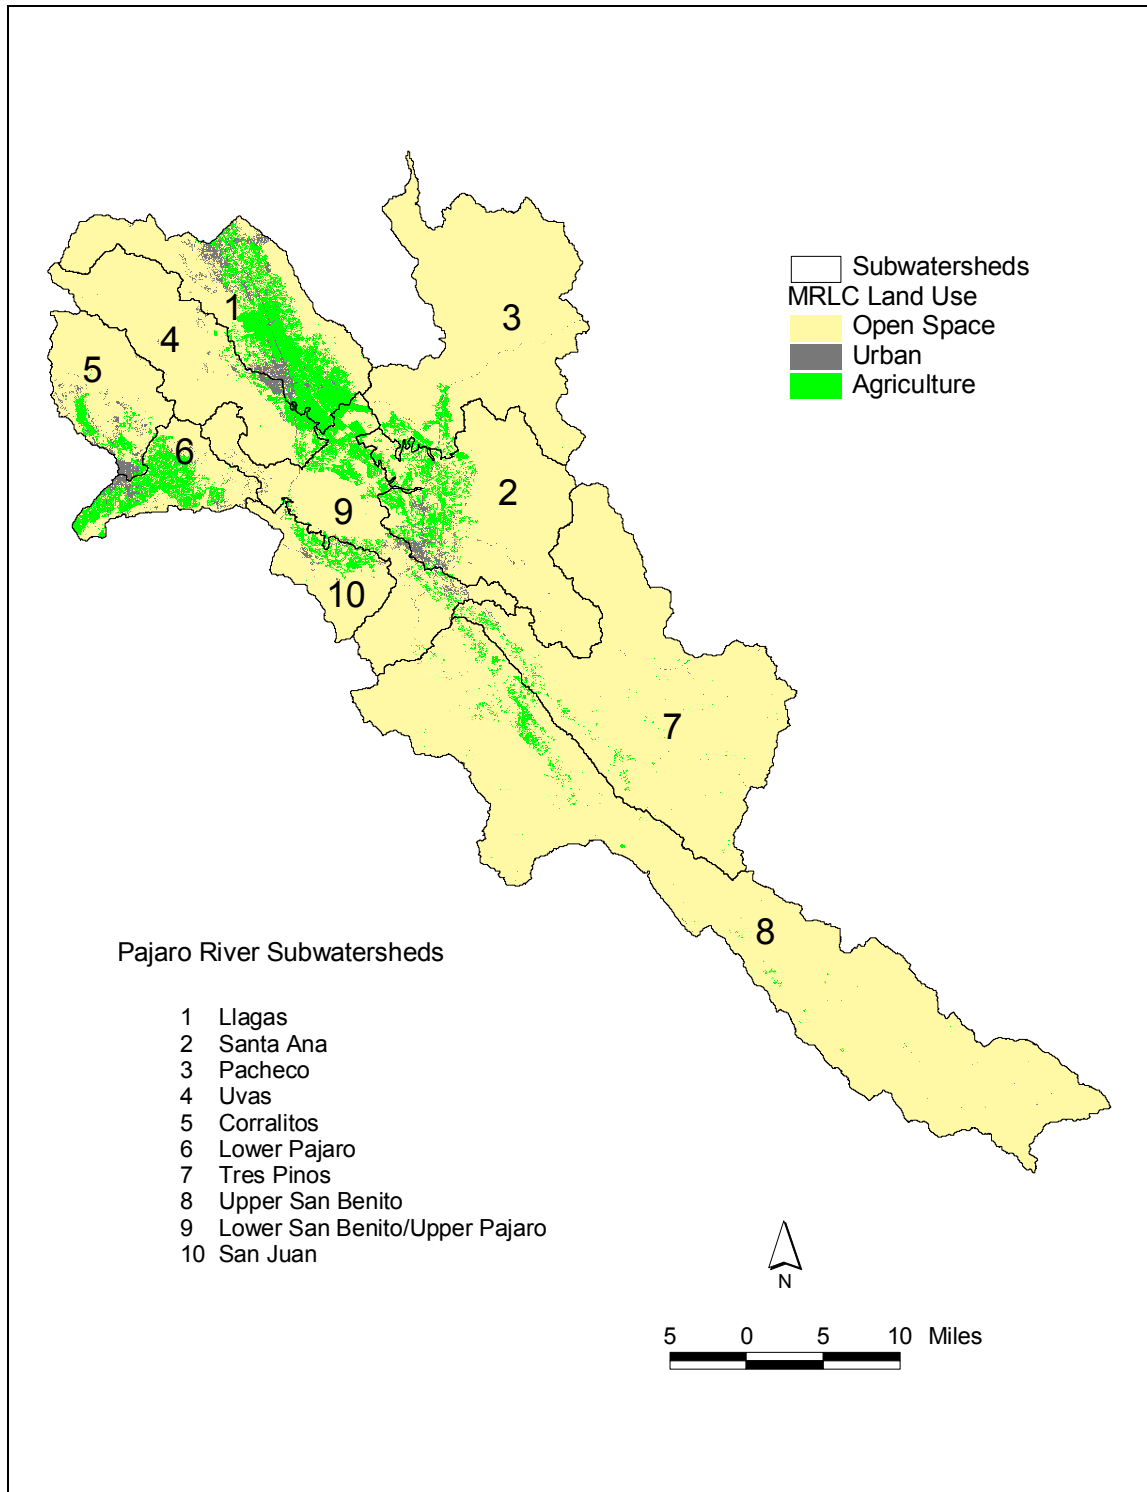 3
1
4
5
6
2
9
10
7
8
Subwatersheds
MRLC Land Use
Open Space
Urban
Agriculture
Pajaro River Subwatersheds
1 Llagas
2 Santa Ana
3 Pacheco
4 Uvas
5 Corralitos
6 Lower Pajaro
7 Tres Pinos
8 Upper San Benito
9 Lower San Benito/Upper Pajaro
10 San Juan
N
5 0 5 10 Miles